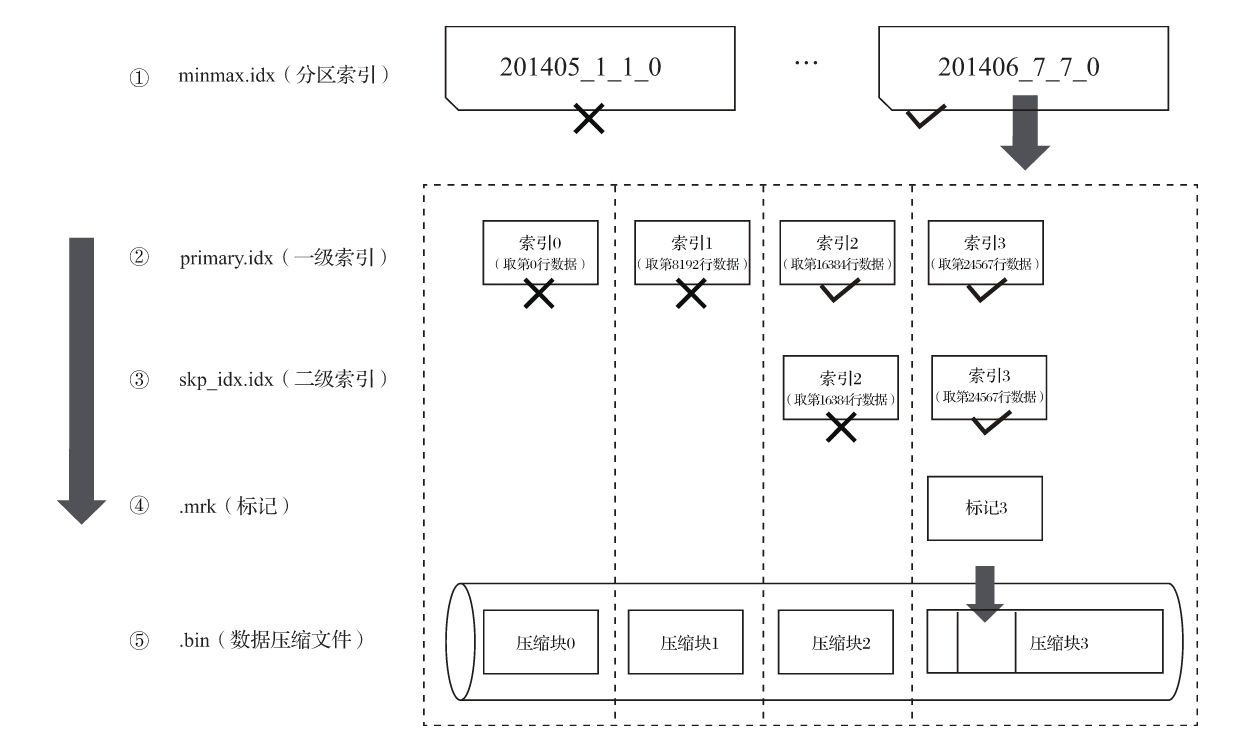 ① minmax.idx（分区索引） 201405_1_1_0 ... 201406_7_7_0
② primary.idx（一级索引）
索引0
（取第0行数据）
索引1
（取第8192行数据）
索引2
（取第16384行数据）
索引3
（取第24567行数据）
③ skp_idx.idx（二级索引）
索引2
（取第16384行数据）
索引3
（取第24567行数据）
④ .mrk（标记） 标记3
⑤ .bin（数据压缩文件） 压缩块0 压缩块1 压缩块2 压缩块3